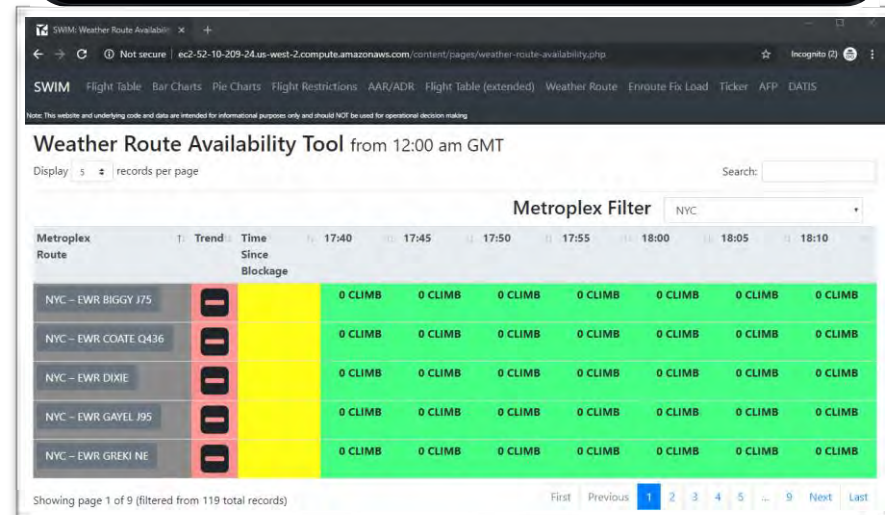 SWIM: Weather Route Availabili
Not secure ec2-52-10-209-24.us-west-2.compute.amazonaws.com/content/pages/weather-route-availability.php Incognito (2)
SWIM Flight Table Bar Charts Pie Charts Flight Restrictions AAR/ADR Flight Table (extended) Weather Route Enroute Fix Load Ticker AFP DATIS
Note: This website and underlying code and data are intended for informational purposes only and should NOT be used for operational decision making
Weather Route Availability Tool from 12:00 am GMT
Display 5 records per page Search:
Metroplex Filter NYC
Metroplex Route Trend Time Since Blockage 17:40 17:45 17:50 17:55 18:00 18:05 18:10
NYC – EWR BIGGY J75 0 CLIMB 0 CLIMB 0 CLIMB 0 CLIMB 0 CLIMB 0 CLIMB 0 CLIMB
NYC – EWR COATE Q436 0 CLIMB 0 CLIMB 0 CLIMB 0 CLIMB 0 CLIMB 0 CLIMB 0 CLIMB
NYC – EWR DIXIE 0 CLIMB 0 CLIMB 0 CLIMB 0 CLIMB 0 CLIMB 0 CLIMB 0 CLIMB
NYC – EWR GAYEL J95 0 CLIMB 0 CLIMB 0 CLIMB 0 CLIMB 0 CLIMB 0 CLIMB 0 CLIMB
NYC – EWR GREKI NE 0 CLIMB 0 CLIMB 0 CLIMB 0 CLIMB 0 CLIMB 0 CLIMB 0 CLIMB
Showing page 1 of 9 (filtered from 119 total records) First Previous 1 2 3 4 5 ... 9 Next Last